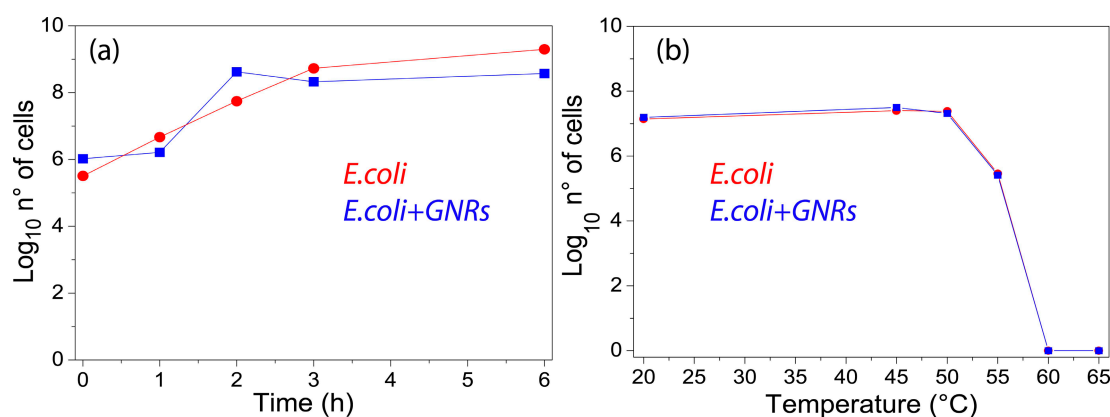 (a)
10
8
6
4
2
0
Log10 n° of cells
E.coli
E.coli+GNRs
0 1 2 3 4 5 6
Time (h)
(b)
10
8
6
4
2
0
Log10 n° of cells
E.coli
E.coli+GNRs
20 25 30 35 40 45 50 55 60 65
Temperature (°C)